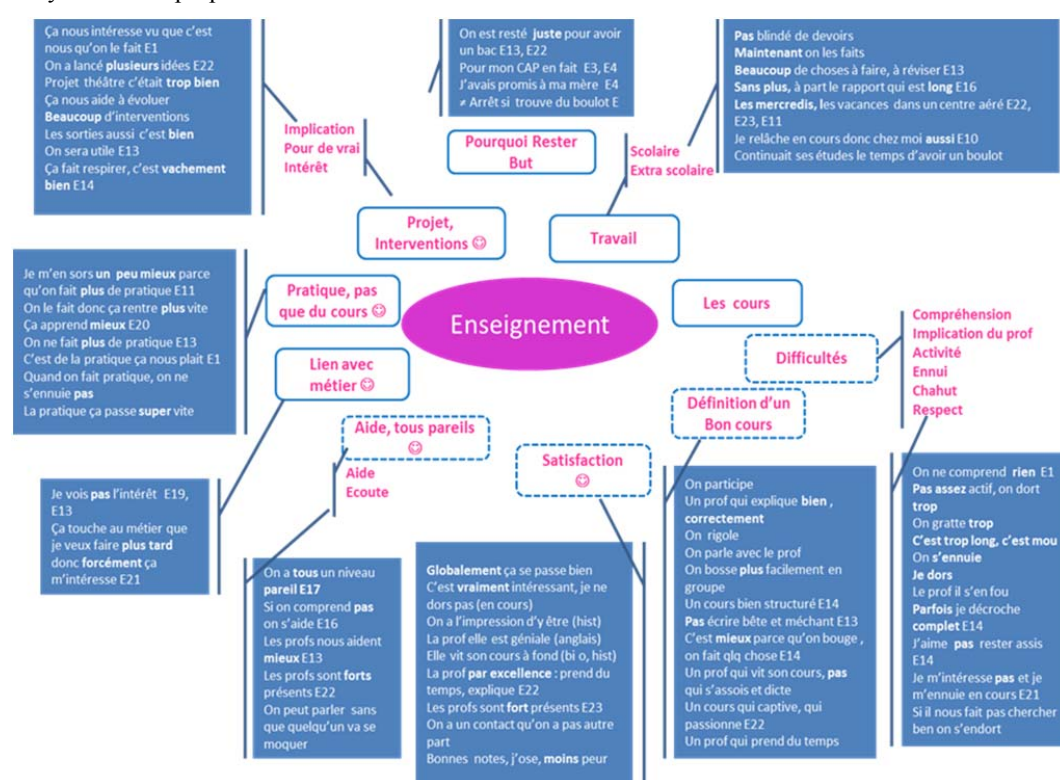 Ça nous intéresse vu que c'est
nous qu'on le fait E1
On a lancé plusieurs idées E22
Projet théâtre c'était trop bien
Ça nous aide à évoluer
Beaucoup d'interventions
Les sorties aussi c'est bien
On sera utile E13
Ça fait respirer, c'est vachement
bien E14
Implication
Pour de vrai
Intérêt
Projet,
Interventions ☺
On est resté juste pour avoir
un bac E13, E22
Pour mon CAP en fait E3, E4
J'avais promis à ma mère E4
≠ Arrêt si trouve du boulot E
Pourquoi Rester
But
Pas blindé de devoirs
Maintenant on les faits
Beaucoup de choses à faire, à réviser E13
Sans plus, à part le rapport qui est long E16
Les mercredis, les vacances dans un centre aéré E22,
E23, E11
Je relâche en cours donc chez moi aussi E10
Continuait ses études le temps d'avoir un boulot
Scolaire
Extra scolaire
Travail
Je m'en sors un peu mieux parce
qu'on fait plus de pratique E11
On le fait donc ça rentre plus vite
Ça apprend mieux E20
On ne fait plus de pratique E13
C'est de la pratique ça nous plait E1
Quand on fait pratique, on ne
s'ennuie pas
La pratique ça passe super vite
Pratique, pas
que du cours ☺
Enseignement
Les cours
Difficultés
Compréhension
Implication du prof
Activité
Ennui
Chahut
Respect
Lien avec
métier ☺
Aide, tous pareils
☺
Aide
Ecoute
Satisfaction
☺
Définition d'un
Bon cours
Je vois pas l'intérêt E19,
E13
Ça touche au métier que
je veux faire plus tard
donc forcément ça
m'intéresse E21
On a tous un niveau
pareil E17
Si on comprend pas
on s'aide E16
Les profs nous aident
mieux E13
Les profs sont forts
présents E22
On peut parler sans
que quelqu'un va se
moquer
Globalement ça se passe bien
C'est vraiment intéressant, je ne
dors pas (en cours)
On a l'impression d'y être (hist)
La prof elle est géniale (anglais)
Elle vit son cours à fond (bi o, hist)
La prof par excellence : prend du
temps, explique E22
Les profs sont fort présents E23
On a un contact qu'on a pas autre
part
Bonnes notes, j'ose, moins peur
On participe
Un prof qui explique bien ,
correctement
On rigole
On parle avec le prof
On bosse plus facilement en
groupe
Un cours bien structuré E14
Pas écrire bête et méchant E13
C'est mieux parce qu'on bouge ,
on fait qlq chose E14
Un prof qui vit son cours, pas
qui s'assois et dicte
Un cours qui captive, qui
passionne E22
Un prof qui prend du temps
On ne comprend rien E1
Pas assez actif, on dort
trop
On gratte trop
C'est trop long, c'est mou
On s'ennuie
Je dors
Le prof il s'en fou
Parfois je décroche
complet E14
J'aime pas rester assis
E14
Je m'intéresse pas et je
m'ennuie en cours E21
Si il nous fait pas chercher
ben on s'endort